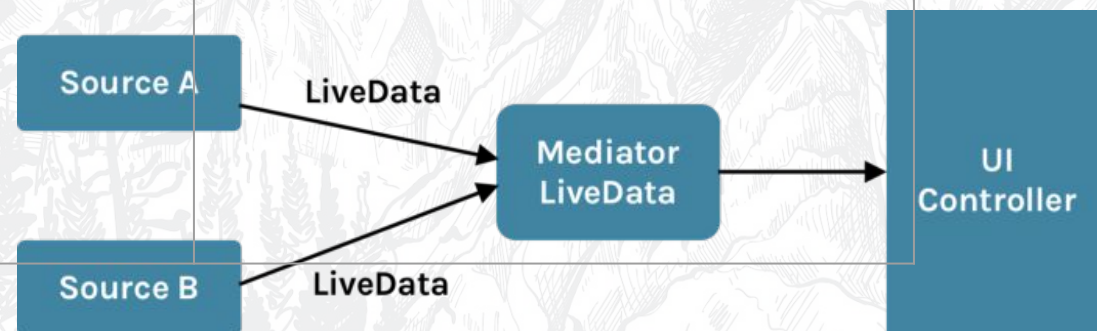 Source A
LiveData
Mediator
LiveData
UI
Controller
Source B
LiveData